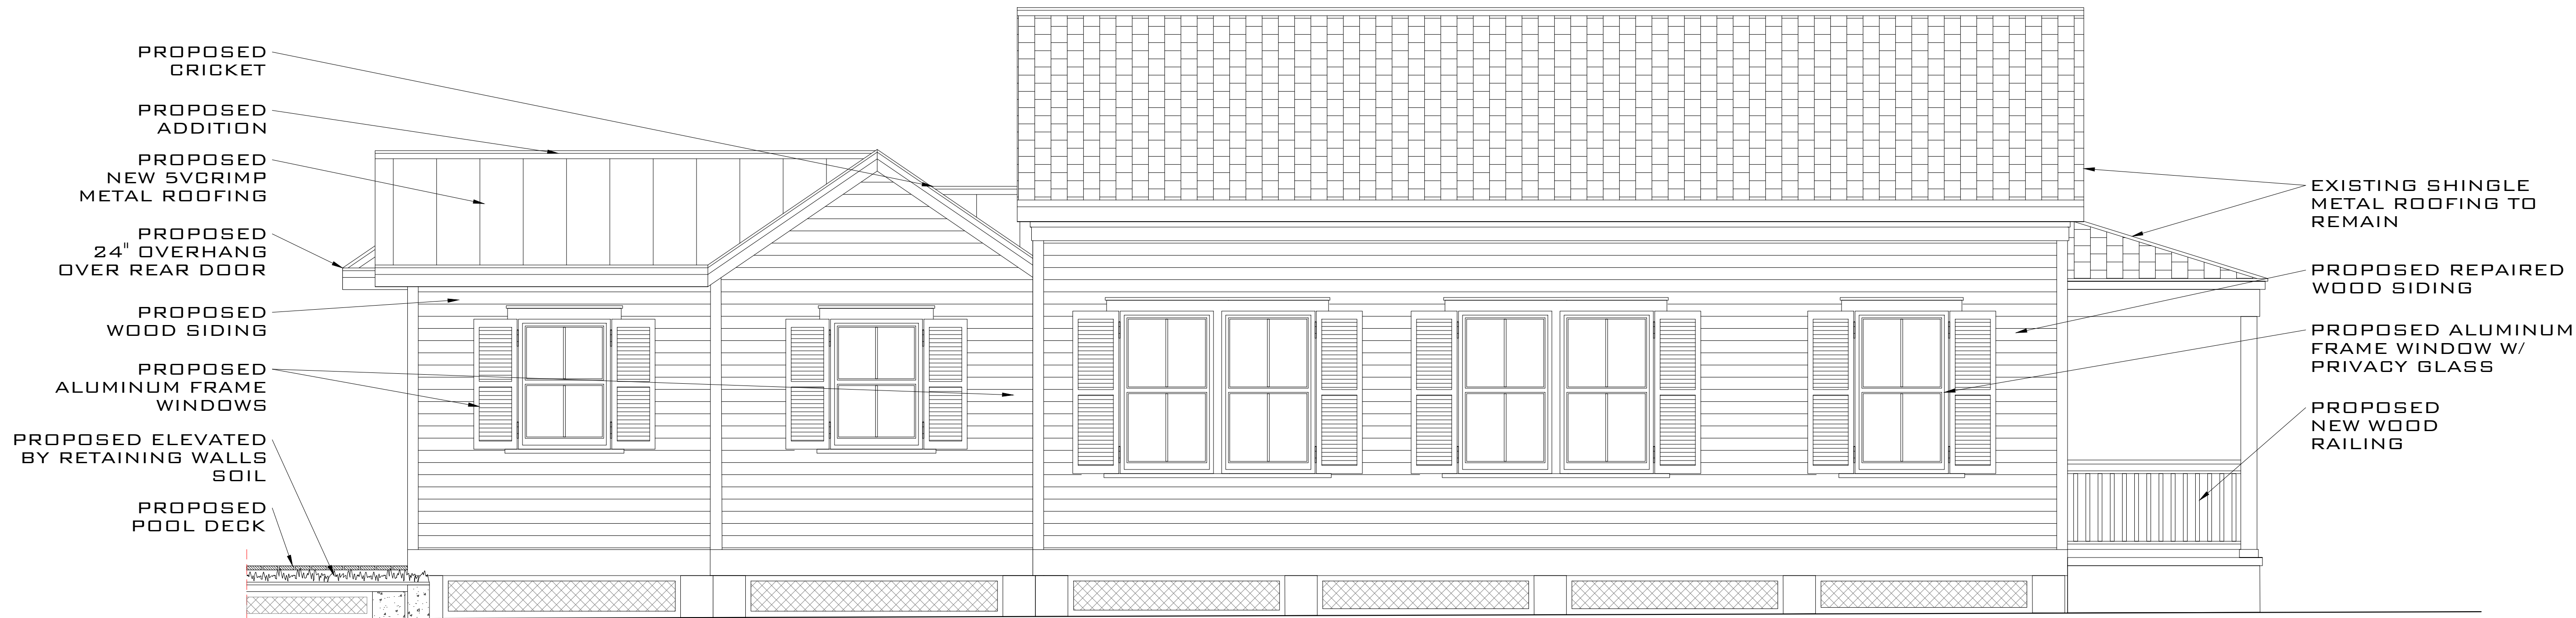 PROPOSED
CRICKET
PROPOSED
ADDITION
PROPOSED
NEW 5VCRIMP
METAL ROOFING
PROPOSED
24" OVERHANG
OVER REAR DOOR
PROPOSED
WOOD SIDING
PROPOSED
ALUMINUM FRAME
WINDOWS
PROPOSED ELEVATED
BY RETAINING WALLS
SOIL
PROPOSED
POOL DECK
EXISTING SHINGLE
METAL ROOFING TO
REMAIN
PROPOSED REPAIRED
WOOD SIDING
PROPOSED ALUMINUM
FRAME WINDOW W/
PRIVACY GLASS
PROPOSED
NEW WOOD
RAILING